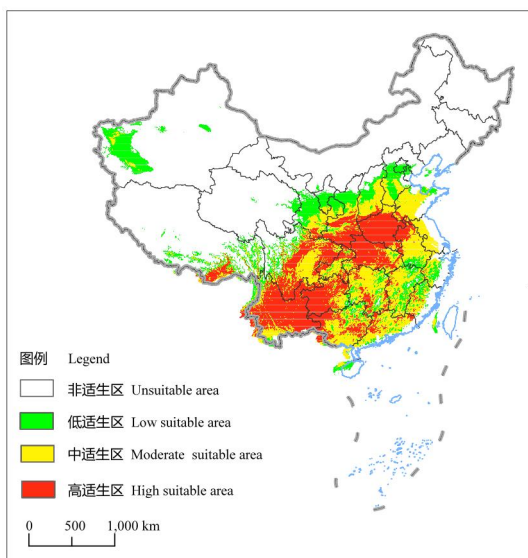 图例 Legend
非适生区 Unsuitable area
低适生区 Low suitable area
中适生区 Moderate suitable area
高适生区 High suitable area
0 500 1,000 km